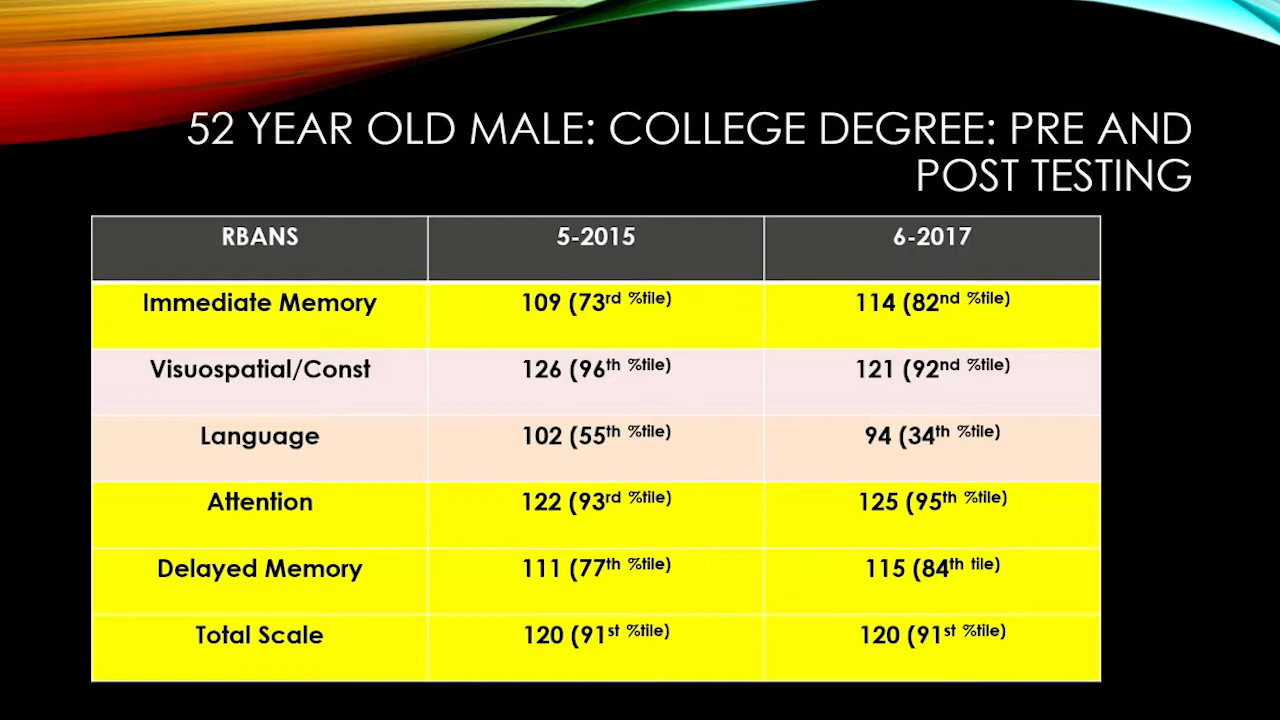 52 YEAR OLD MALE: COLLEGE DEGREE: PRE AND
POST TESTING
RBANS 5-2015 6-2017
Immediate Memory 109 (73rd %tile) 114 (82nd %tile)
Visuospatial/Const 126 (96th %tile) 121 (92nd %tile)
Language 102 (55th %tile) 94 (34th %tile)
Attention 122 (93rd %tile) 125 (95th %tile)
Delayed Memory 111 (77th %tile) 115 (84th tile)
Total Scale 120 (91st %tile) 120 (91st %tile)